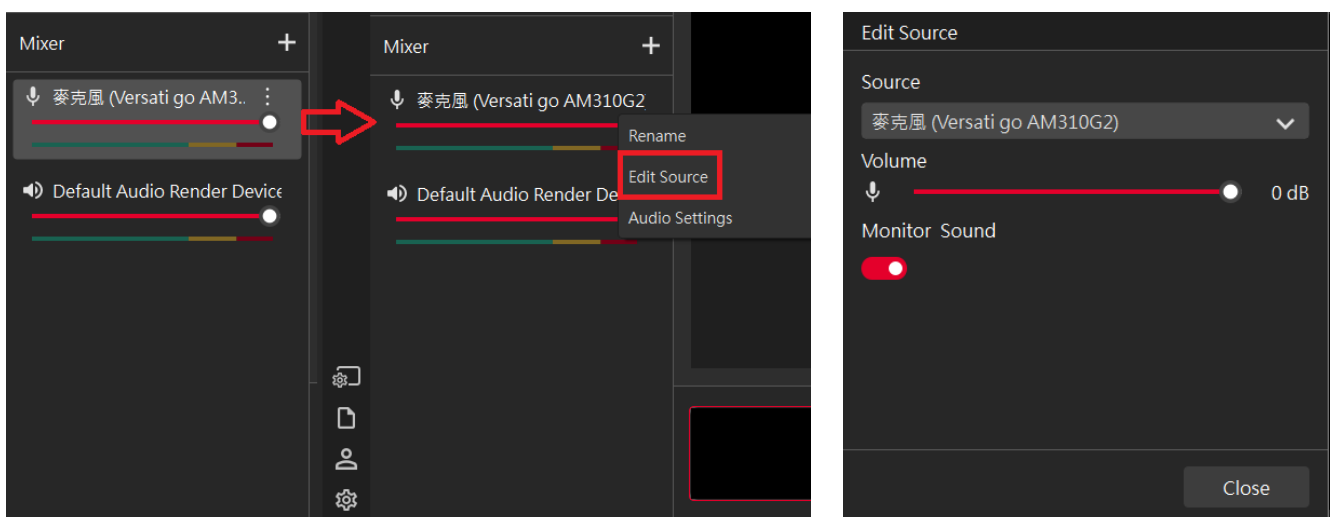 Mixer
麥克風 (Versati go AM3..
Default Audio Render Device
Mixer
麥克風 (Versati go AM310G2
Rename
Edit Source
Default Audio Render De
Audio Settings
Edit Source
Source
麥克風 (Versati go AM310G2)
Volume
0 dB
Monitor Sound
Close